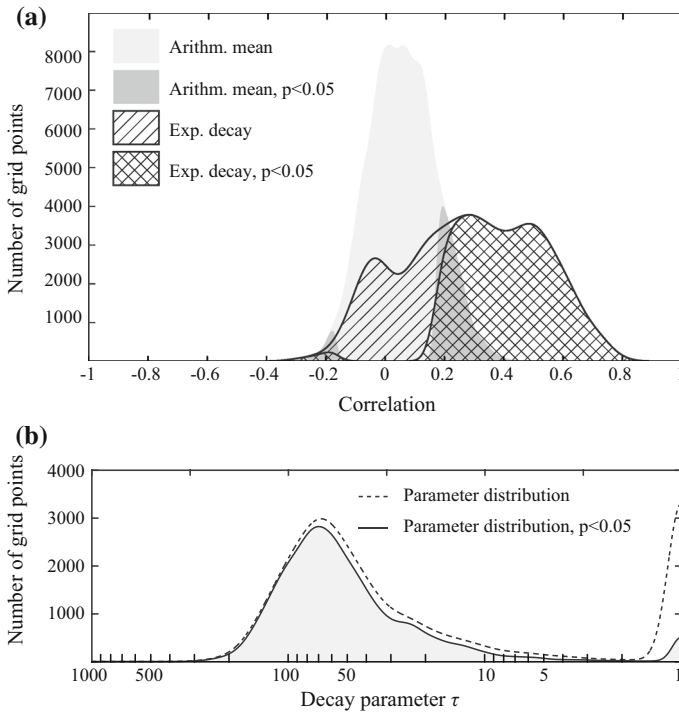 (a)
8000
7000
6000
5000
4000
3000
2000
1000
Number of grid points
Arithm. mean
Arithm. mean, p<0.05
Exp. decay
Exp. decay, p<0.05
-1 -0.8 -0.6 -0.4 -0.2 0 0.2 0.4 0.6 0.8 1
Correlation
(b)
4000
3000
2000
1000
Number of grid points
Parameter distribution
Parameter distribution, p<0.05
1000 500 100 50 10 5 1
Decay parameter τ